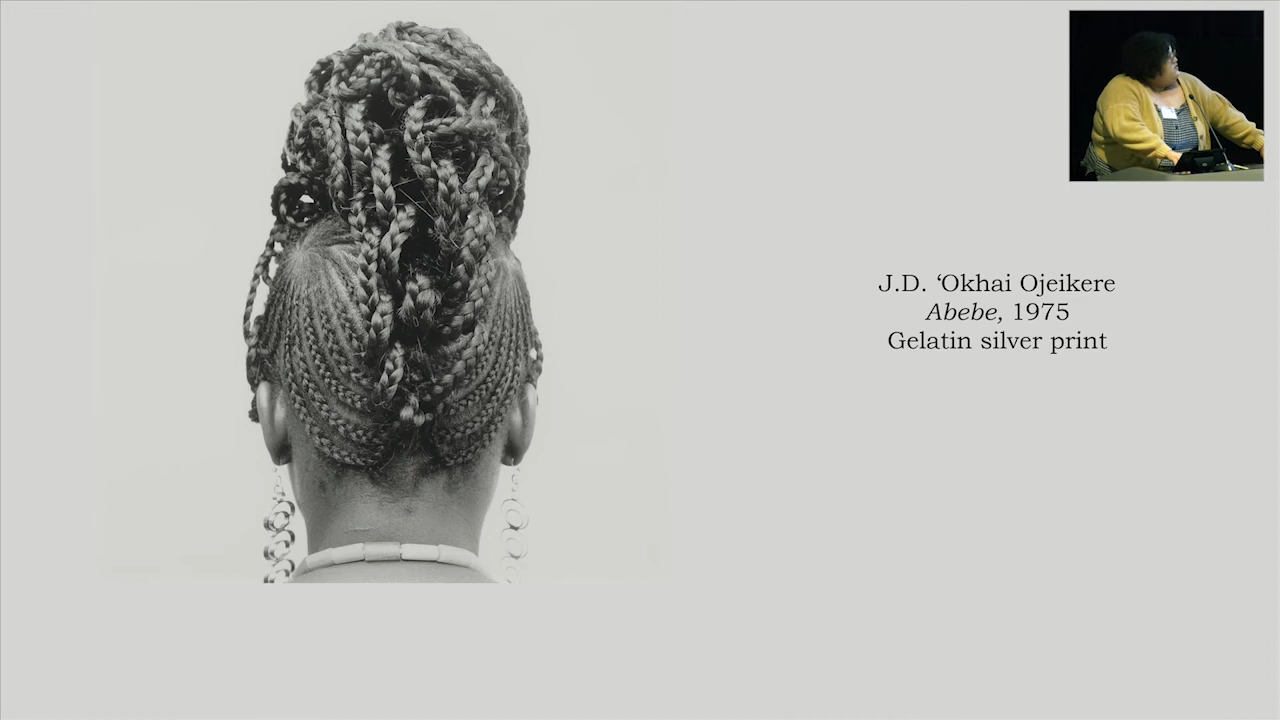 J.D. ‘Okhai Ojeikere
Abebe, 1975
Gelatin silver print